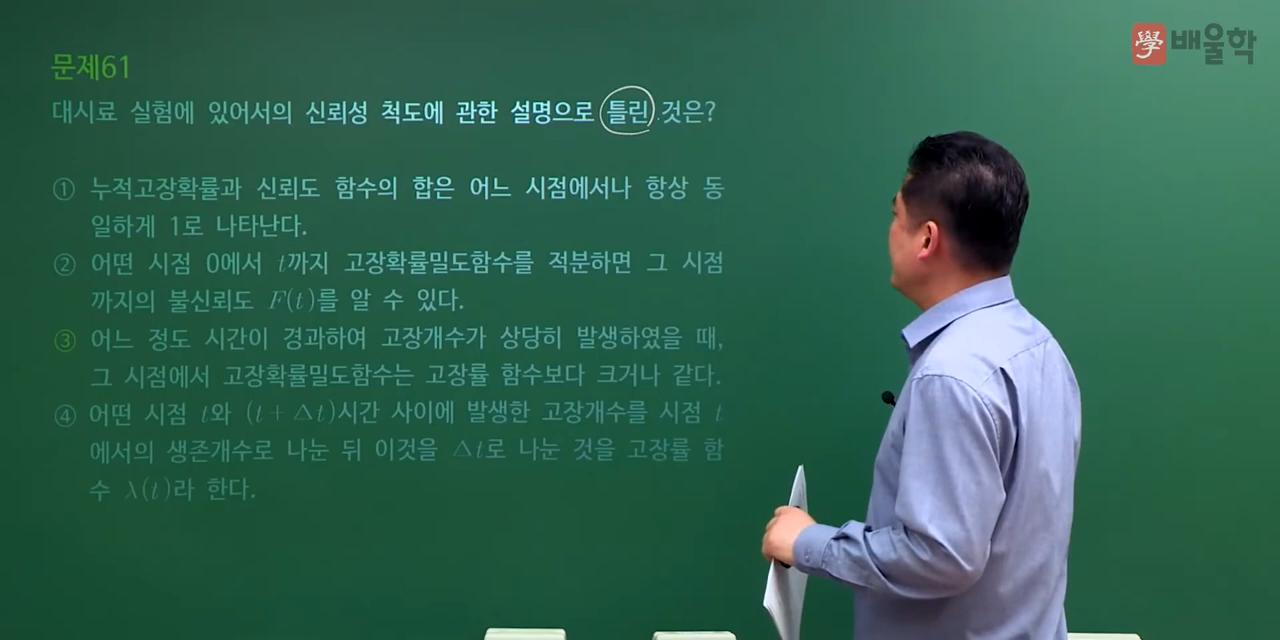 學 배울학
문제61
대시료 실험에 있어서의 신뢰성 척도에 관한 설명으로 틀린 것은?
① 누적고장확률과 신뢰도 함수의 합은 어느 시점에서나 항상 동
일하게 1로 나타난다.
② 어떤 시점 0에서 t까지 고장확률밀도함수를 적분하면 그 시점
까지의 불신뢰도 F(t)를 알 수 있다.
③ 어느 정도 시간이 경과하여 고장개수가 상당히 발생하였을 때,
그 시점에서 고장확률밀도함수는 고장률 함수보다 크거나 같다.
④ 어떤 시점 t와 (t+Δt)시간 사이에 발생한 고장개수를 시점 t
에서의 생존개수로 나눈 뒤 이것을 Δt로 나눈 것을 고장률 함
수 λ(t)라 한다.